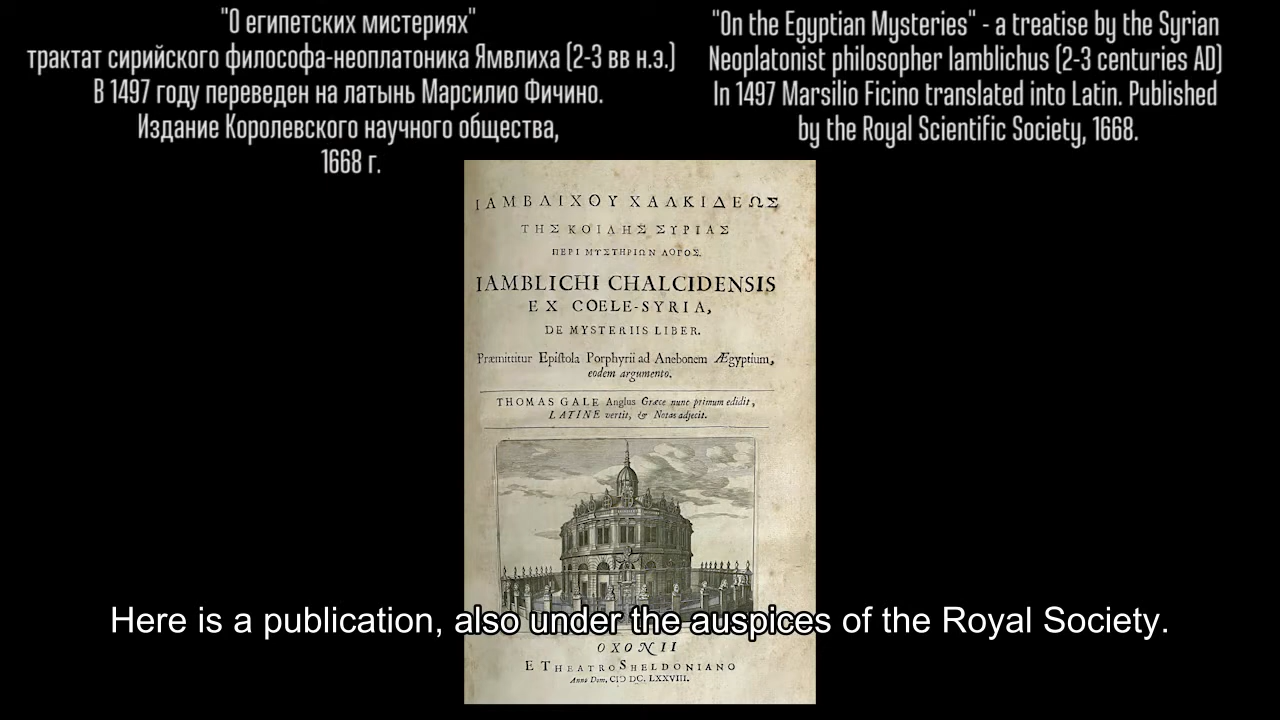 "О египетских мистериях"
трактат сирийского философа-неоплатоника Ямвлиха (2-3 вв н.э.)
В 1497 году переведен на латынь Марсилио Фичино.
Издание Королевского научного общества,
1668 г.
"On the Egyptian Mysteries" - a treatise by the Syrian
Neoplatonist philosopher Iamblichus (2-3 centuries AD)
In 1497 Marsilio Ficino translated into Latin. Published
by the Royal Scientific Society, 1668.
ΙΑΜΒΛΙΧΟΥ ΧΑΛΚΙΔΕΩΣ
ΤΗΣ ΚΟΙΛΗΣ ΣΥΡΙΑΣ
ΠΕΡΙ ΜΥΣΤΗΡΙΩΝ ΛΟΓΟΣ.
IAMBLICHI CHALCIDENSIS
EX COELE-SYRIA,
DE MYSTERIIS LIBER.
Præmittitur Epiſtola Porphyrii ad Anebonem Ægyptium,
eodem argumento.
THOMAS GALE Anglus Græce nunc primum edidit,
LATINE vertit, & Notas adjecit.
Here is a publication, also under the auspices of the Royal Society.
OXONII
E THEATRO SHELDONIANO
Anno Dom. CIↃ DC. LXXVIII.